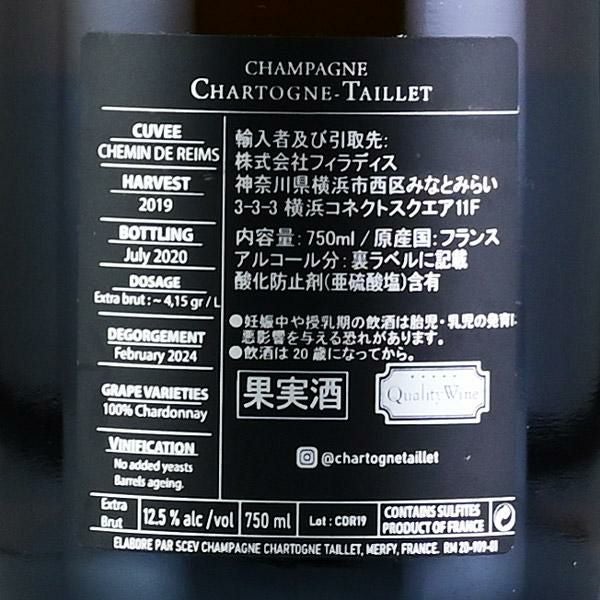 CHAMPAGNE
CHARTOGNE-TAILLET
CUVEE
CHEMIN DE REIMS
HARVEST
2019
BOTTLING
July 2020
DOSAGE
Extra brut : ~ 4,15 gr / L
DEGORGEMENT
February 2024
GRAPE VARIETIES
100% Chardonnay
VINIFICATION
No added yeasts
Barrels ageing.
輸入者及び引取先:
株式会社フィラディス
神奈川県横浜市西区みなとみらい
3-3-3 横浜コネクトスクエア11F
内容量: 750ml / 原産国: フランス
アルコール分: 裏ラベルに記載
酸化防止剤(亜硫酸塩)含有
●妊娠中や授乳期の飲酒は胎児・乳児の発育に
悪影響を与える恐れがあります。
●飲酒は 20 歳になってから。
果実酒
Quality Wine
@chartognetaillet
Extra
Brut
12.5 % alc /vol
750 ml
Lot : CDR19
CONTAINS SULFITES
PRODUCT OF FRANCE
ELABORE PAR SCEV CHAMPAGNE CHARTOGNE TAILLET, MERFY, FRANCE. RM 20-909-01